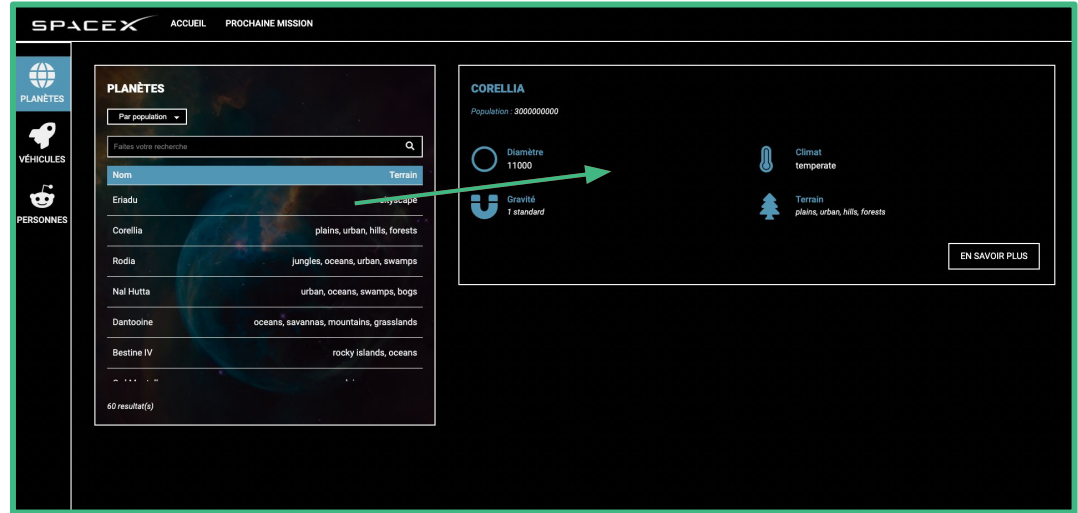 SPACEX
ACCUEIL PROCHAINE MISSION
PLANÈTES
VÉHICULES
PERSONNES
PLANÈTES
Par population
Faites votre recherche
Nom Terrain
Eriadu cityscape
Corellia plains, urban, hills, forests
Rodia jungles, oceans, urban, swamps
Nal Hutta urban, oceans, swamps, bogs
Dantooine oceans, savannas, mountains, grasslands
Bestine IV rocky islands, oceans
60 resultat(s)
CORELLIA
Population : 3000000000
Diamètre
11000
Climat
temperate
Gravité
1 standard
Terrain
plains, urban, hills, forests
EN SAVOIR PLUS